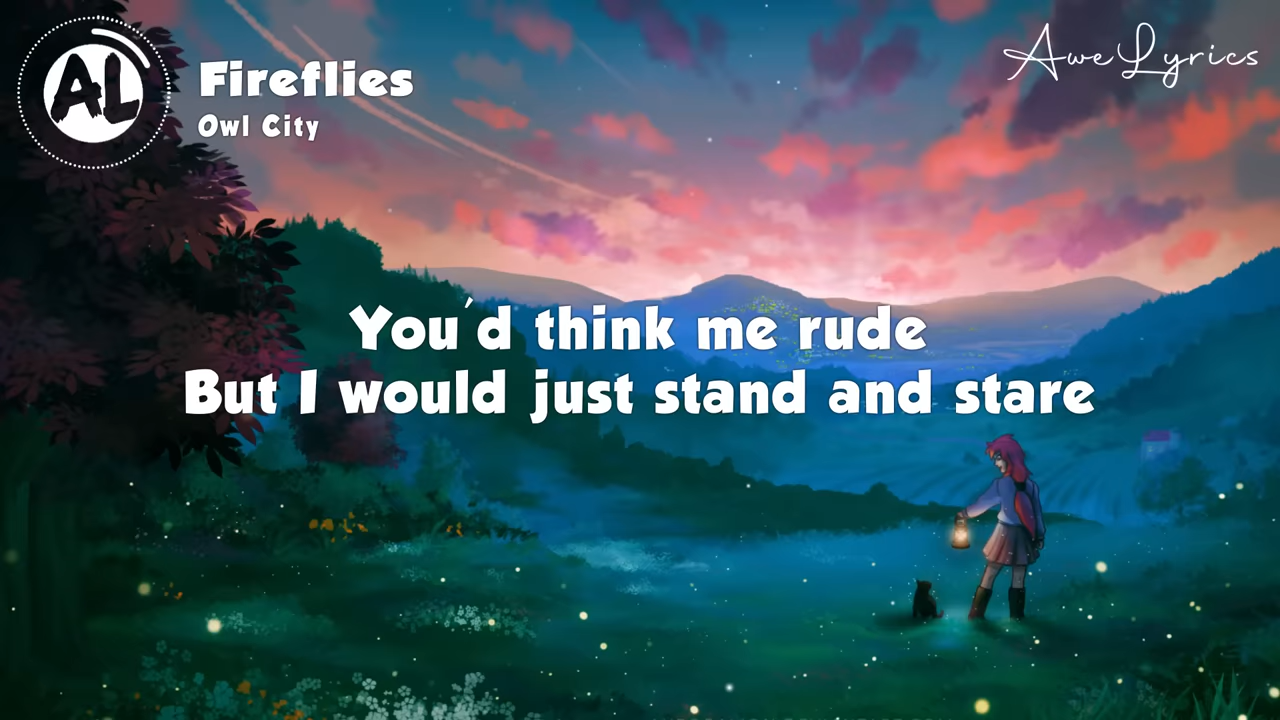 AL
Fireflies
Owl City
AweLyrics
You'd think me rude
But I would just stand and stare